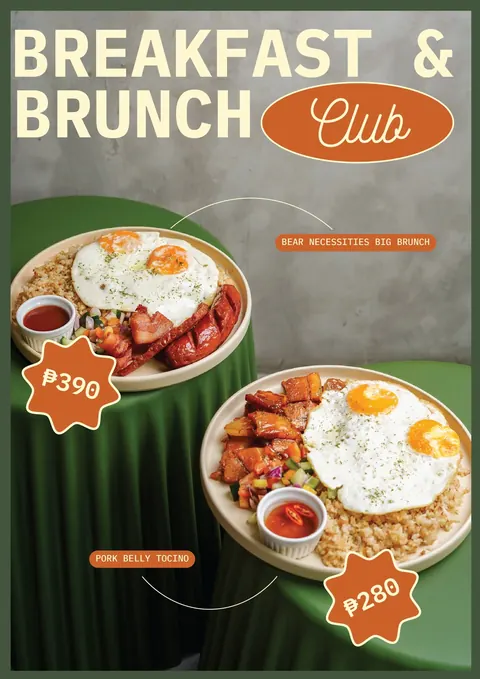 BREAKFAST &
BRUNCH Club
BEAR NECESSITIES BIG BRUNCH
₱390
PORK BELLY TOCINO
₱280